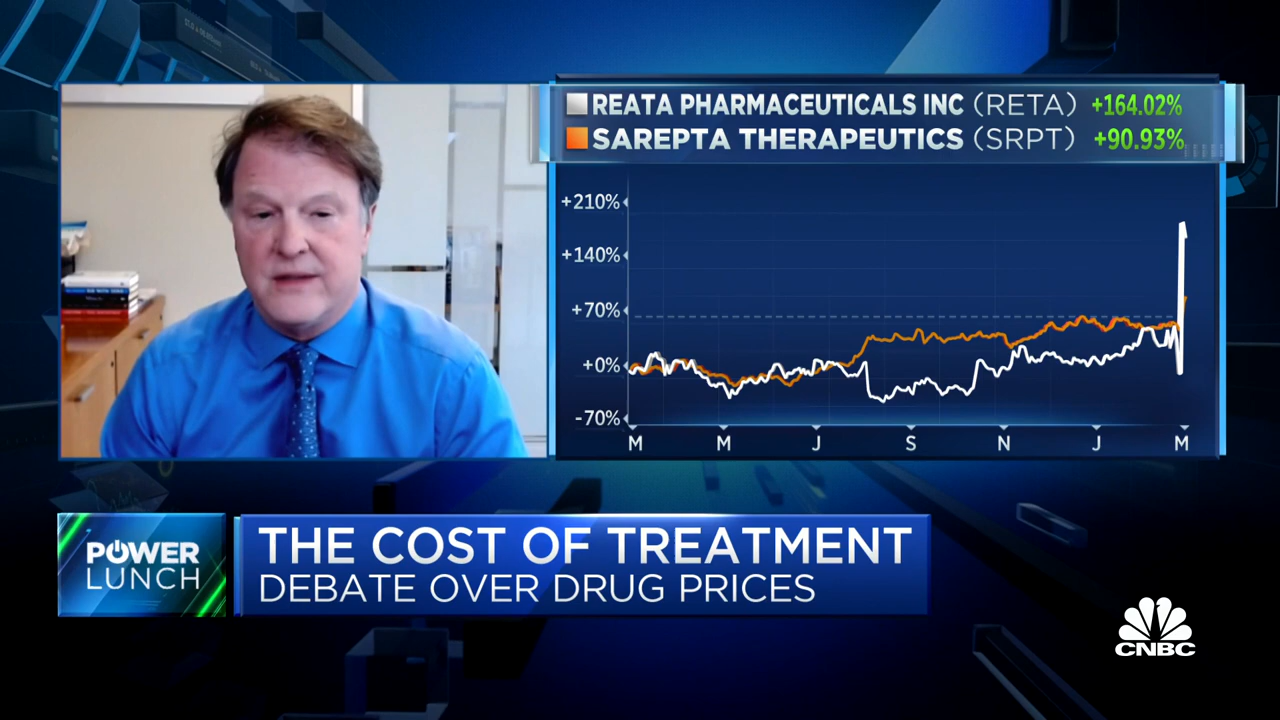 REATA PHARMACEUTICALS INC (RETA) +164.02%
SAREPTA THERAPEUTICS (SRPT) +90.93%
+210%
+140%
+70%
+0%
-70%
M M J S N J M
POWER LUNCH
THE COST OF TREATMENT
DEBATE OVER DRUG PRICES
CNBC